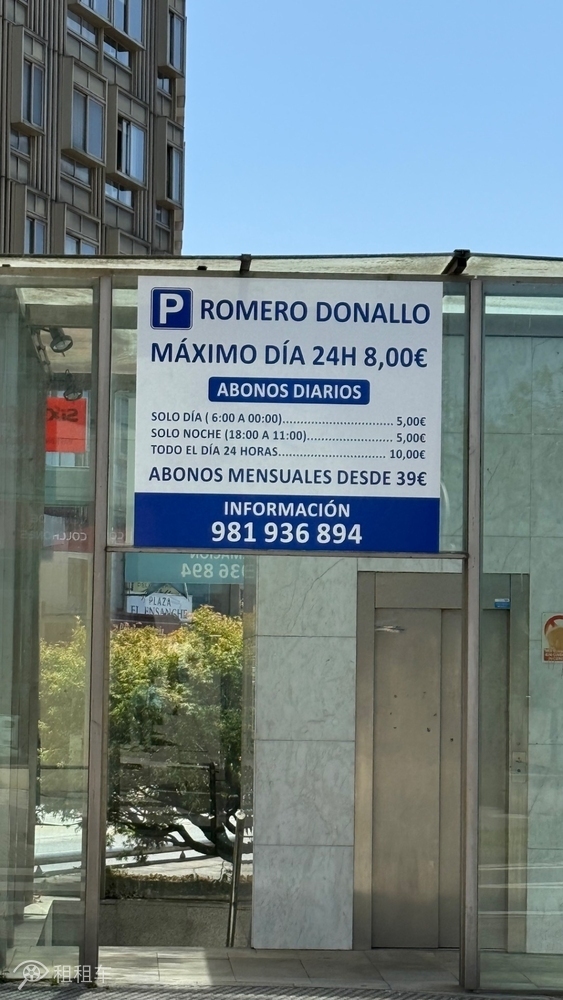 P ROMERO DONALLO
MÁXIMO DÍA 24H 8,00€
ABONOS DIARIOS
SOLO DÍA ( 6:00 A 00:00)................................ 5,00€
SOLO NOCHE (18:00 A 11:00)......................... 5,00€
TODO EL DÍA 24 HORAS................................. 10,00€
ABONOS MENSUALES DESDE 39€
INFORMACIÓN
981 936 894
936 894
PLAZA
EL ENSANCHE
租租车